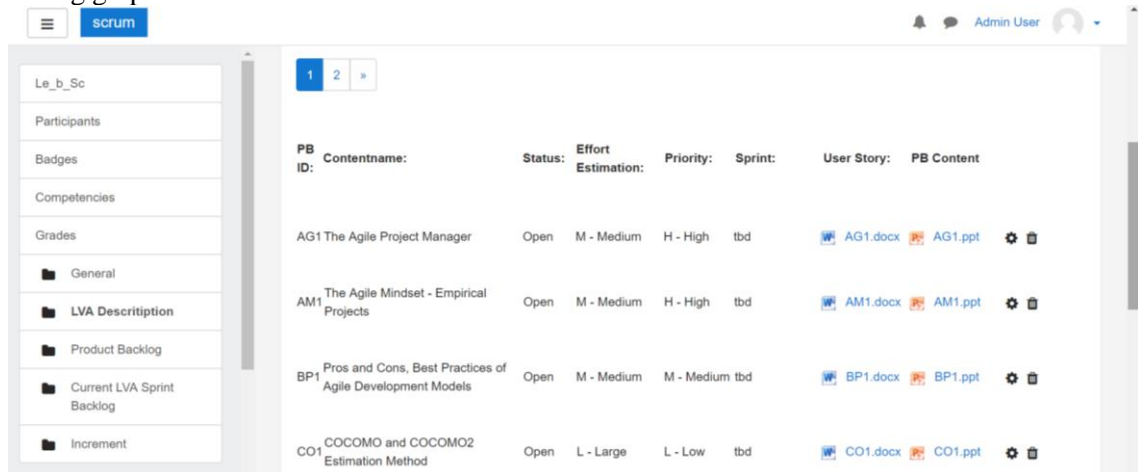 scrum
Admin User
Le_b_Sc
Participants
Badges
Competencies
Grades
General
LVA Descritiption
Product Backlog
Current LVA Sprint
Backlog
Increment
1 2 »
PB ID: Contentname: Status: Effort Estimation: Priority: Sprint: User Story: PB Content
AG1 The Agile Project Manager Open M - Medium H - High tbd AG1.docx AG1.ppt
AM1 The Agile Mindset - Empirical Projects Open M - Medium H - High tbd AM1.docx AM1.ppt
BP1 Pros and Cons, Best Practices of Agile Development Models Open M - Medium M - Medium tbd BP1.docx BP1.ppt
CO1 COCOMO and COCOMO2 Estimation Method Open L - Large L - Low tbd CO1.docx CO1.ppt